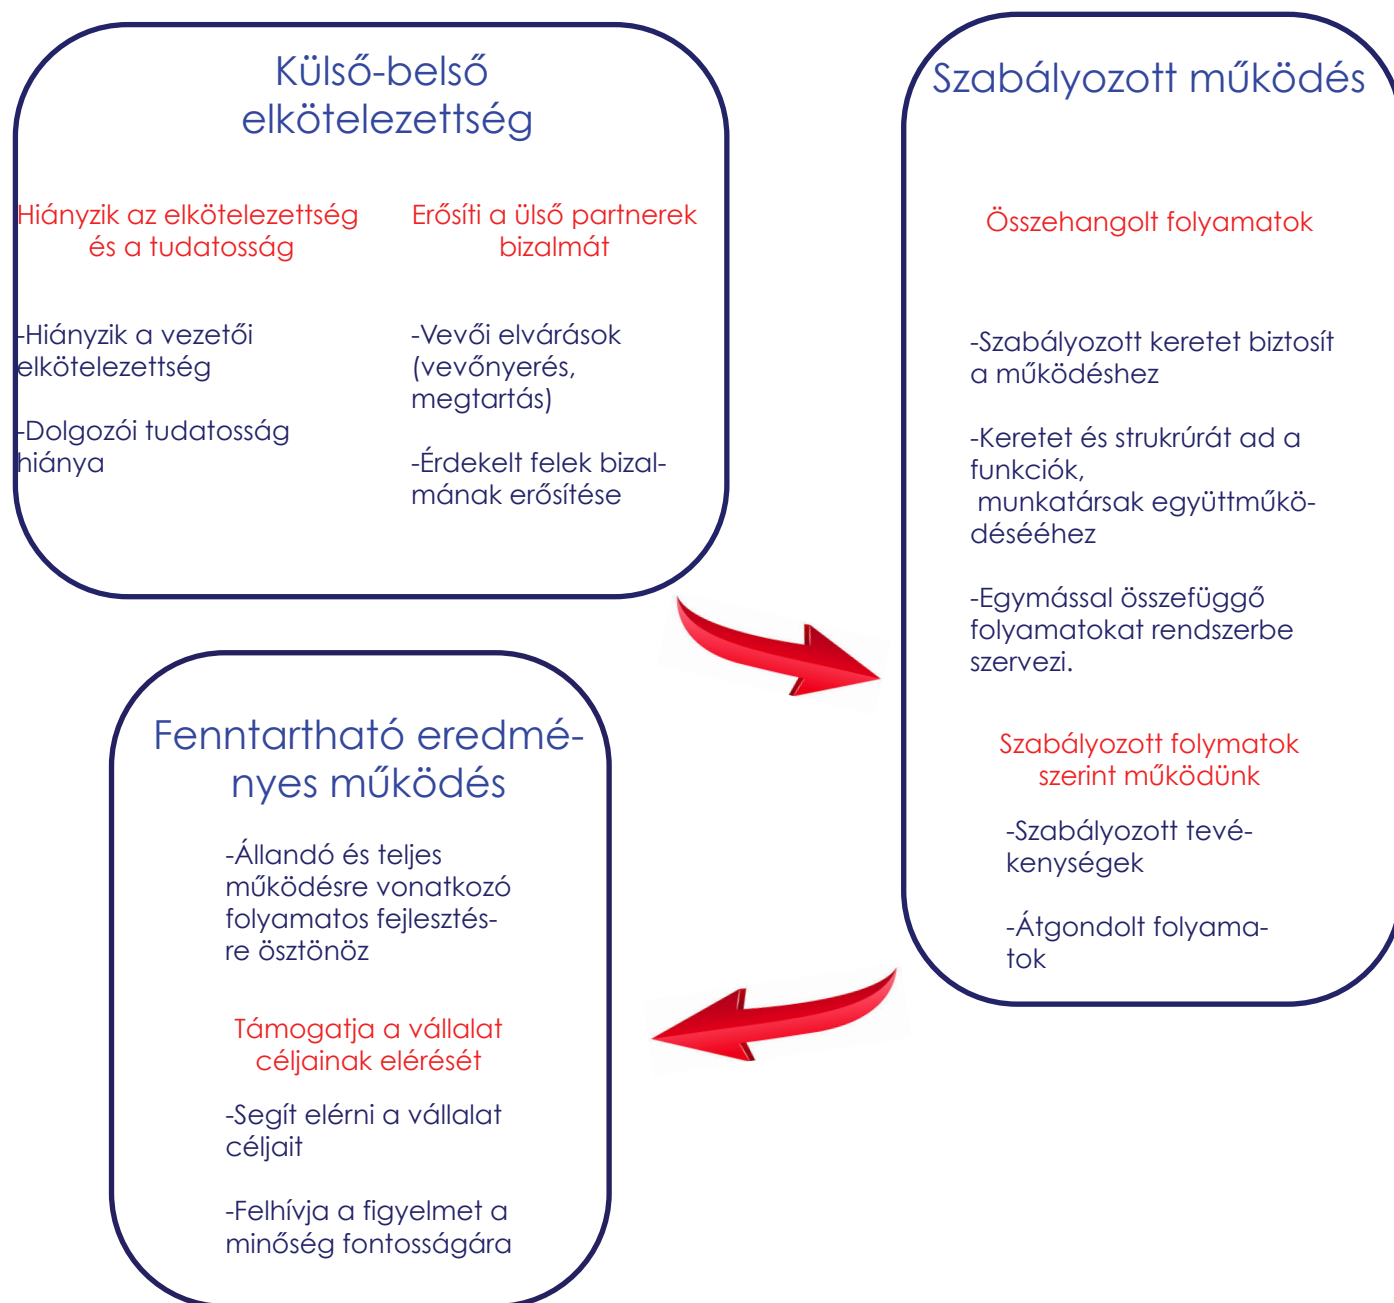 Külső-belső
elkötelezettség
Hiányzik az elkötelezettség
és a tudatosság
-Hiányzik a vezetői
elkötelezettség
-Dolgozói tudatosság
hiánya
Erősíti a ülső partnerek
bizalmát
-Vevői elvárások
(vevőnyerés,
megtartás)
-Érdekelt felek bizal-
mának erősítése
Szabályozott működés
Összehangolt folyamatok
-Szabályozott keretet biztosít
a működéshez
-Keretet és strukrúrát ad a
funkciók,
munkatársak együttműkö-
désééhez
-Egymással összefüggő
folyamatokat rendszerbe
szervezi.
Szabályozott folymatok
szerint működünk
-Szabályozott tevé-
kenységek
-Átgondolt folyama-
tok
Fenntartható eredmé-
nyes működés
-Állandó és teljes
működésre vonatkozó
folyamatos fejlesztés-
re ösztönöz
Támogatja a vállalat
céljainak elérését
-Segít elérni a vállalat
céljait
-Felhívja a figyelmet a
minőség fontosságára